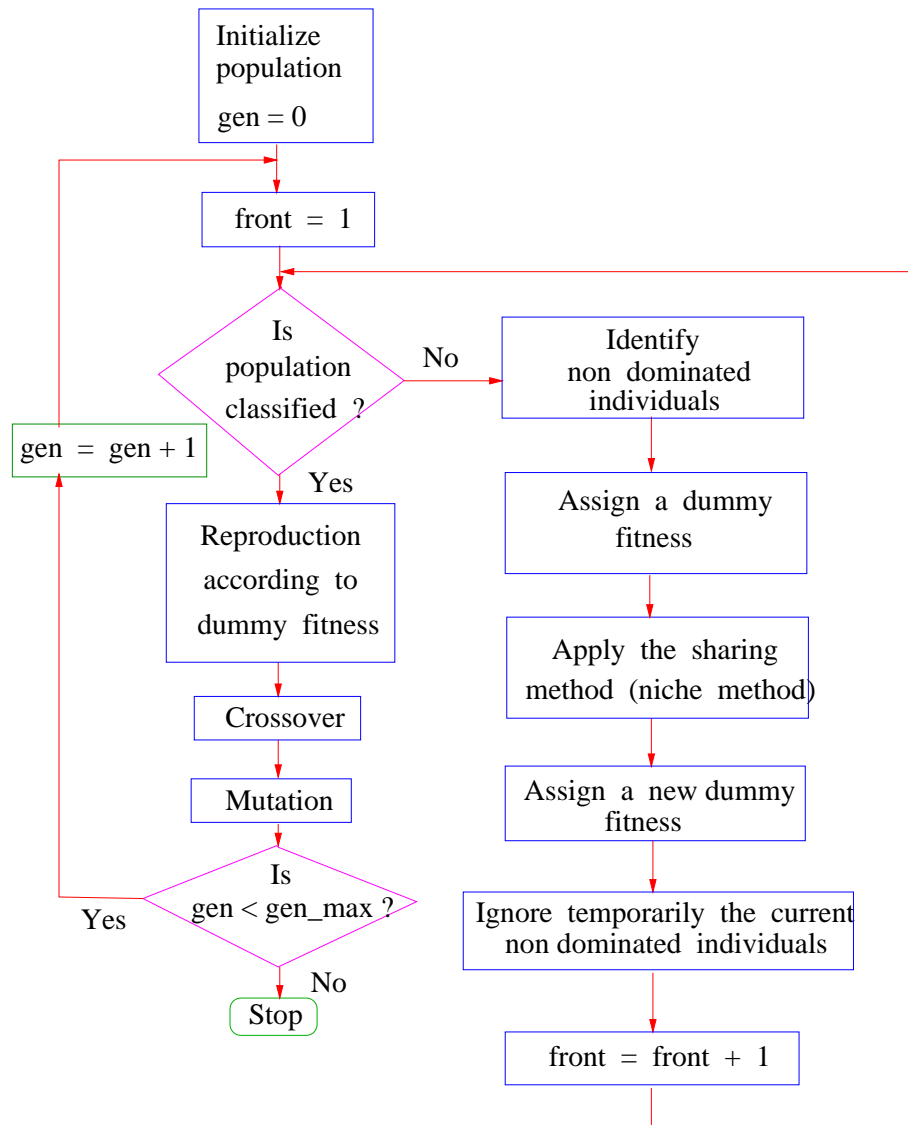 Initialize
population
gen = 0
front = 1
Is
population
classified ?
No
Identify
non dominated
individuals
gen = gen + 1
Yes
Assign a dummy
fitness
Reproduction
according to
dummy fitness
Apply the sharing
method (niche method)
Crossover
Mutation
Assign a new dummy
fitness
Is
gen < gen_max ?
Yes
No
Stop
Ignore temporarily the current
non dominated individuals
front = front + 1